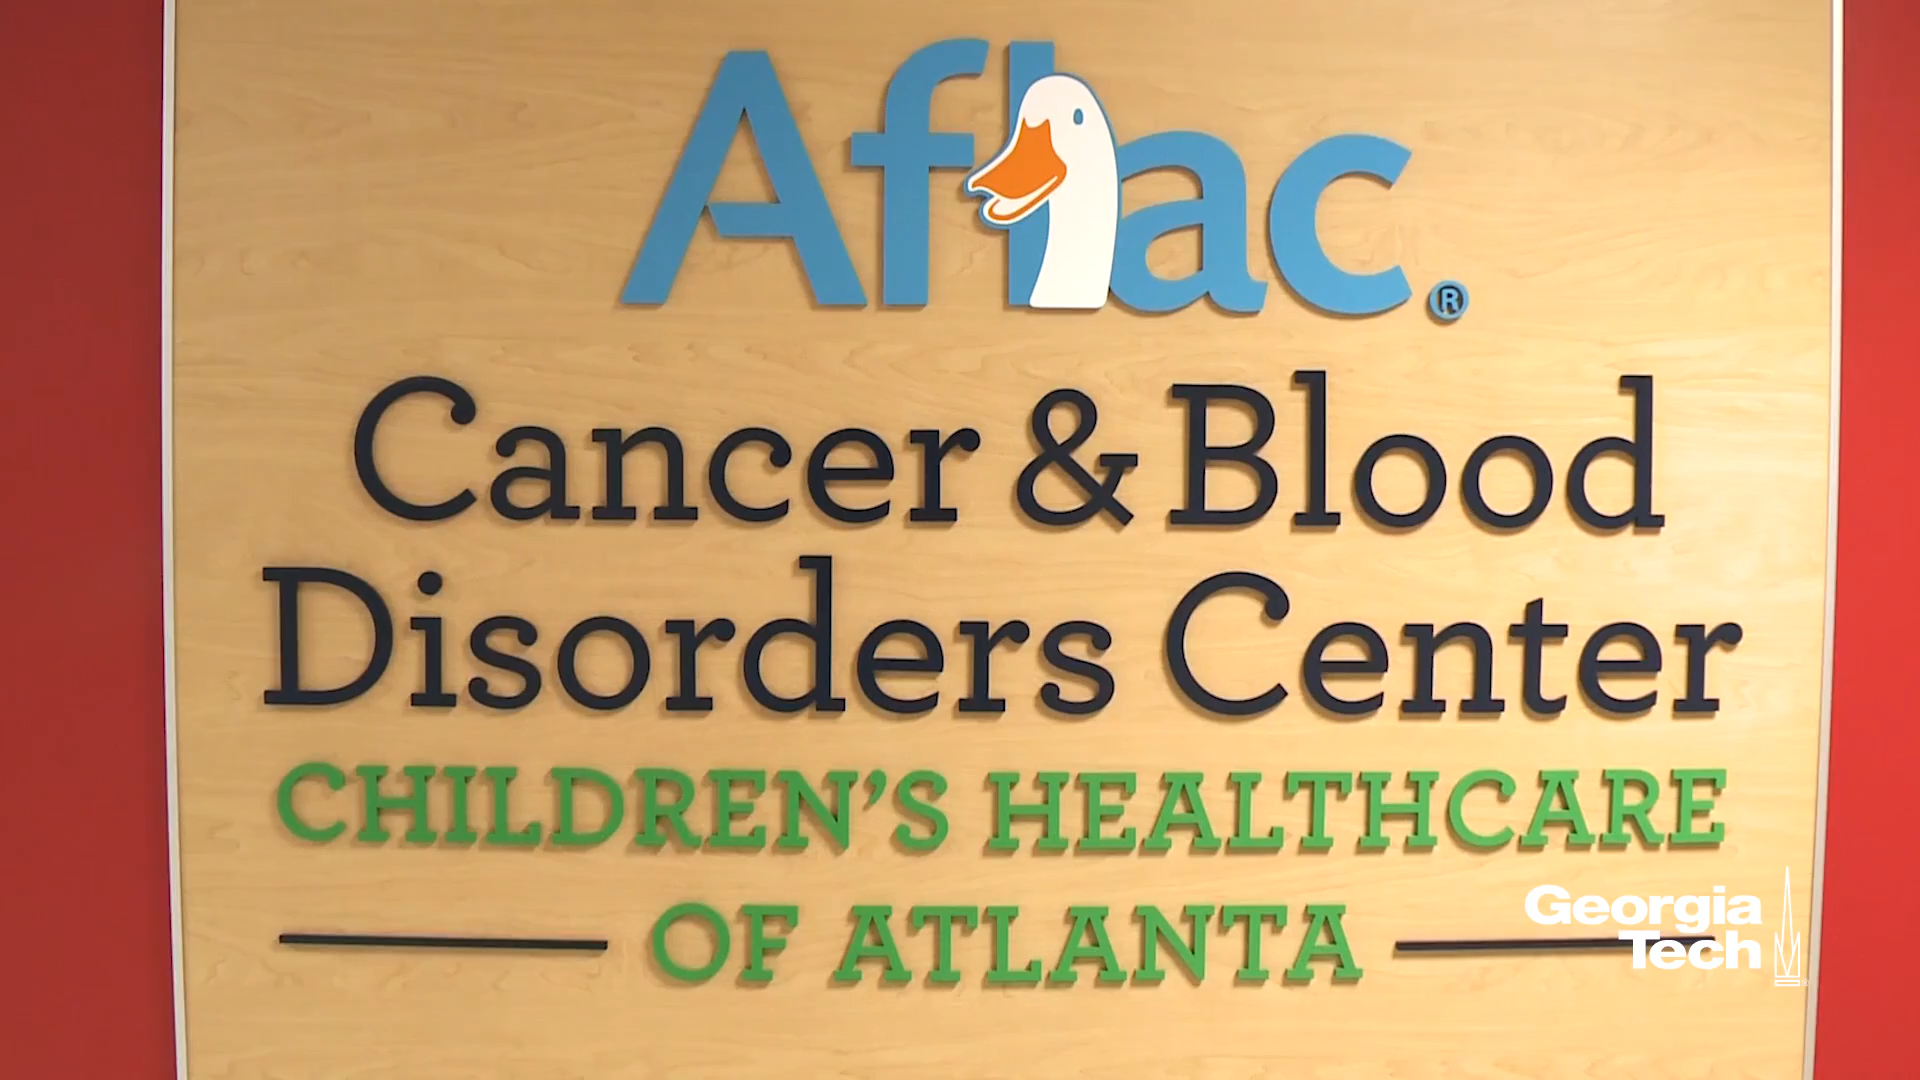 Aflac®
Cancer & Blood
Disorders Center
CHILDREN'S HEALTHCARE
OF ATLANTA
Georgia
Tech